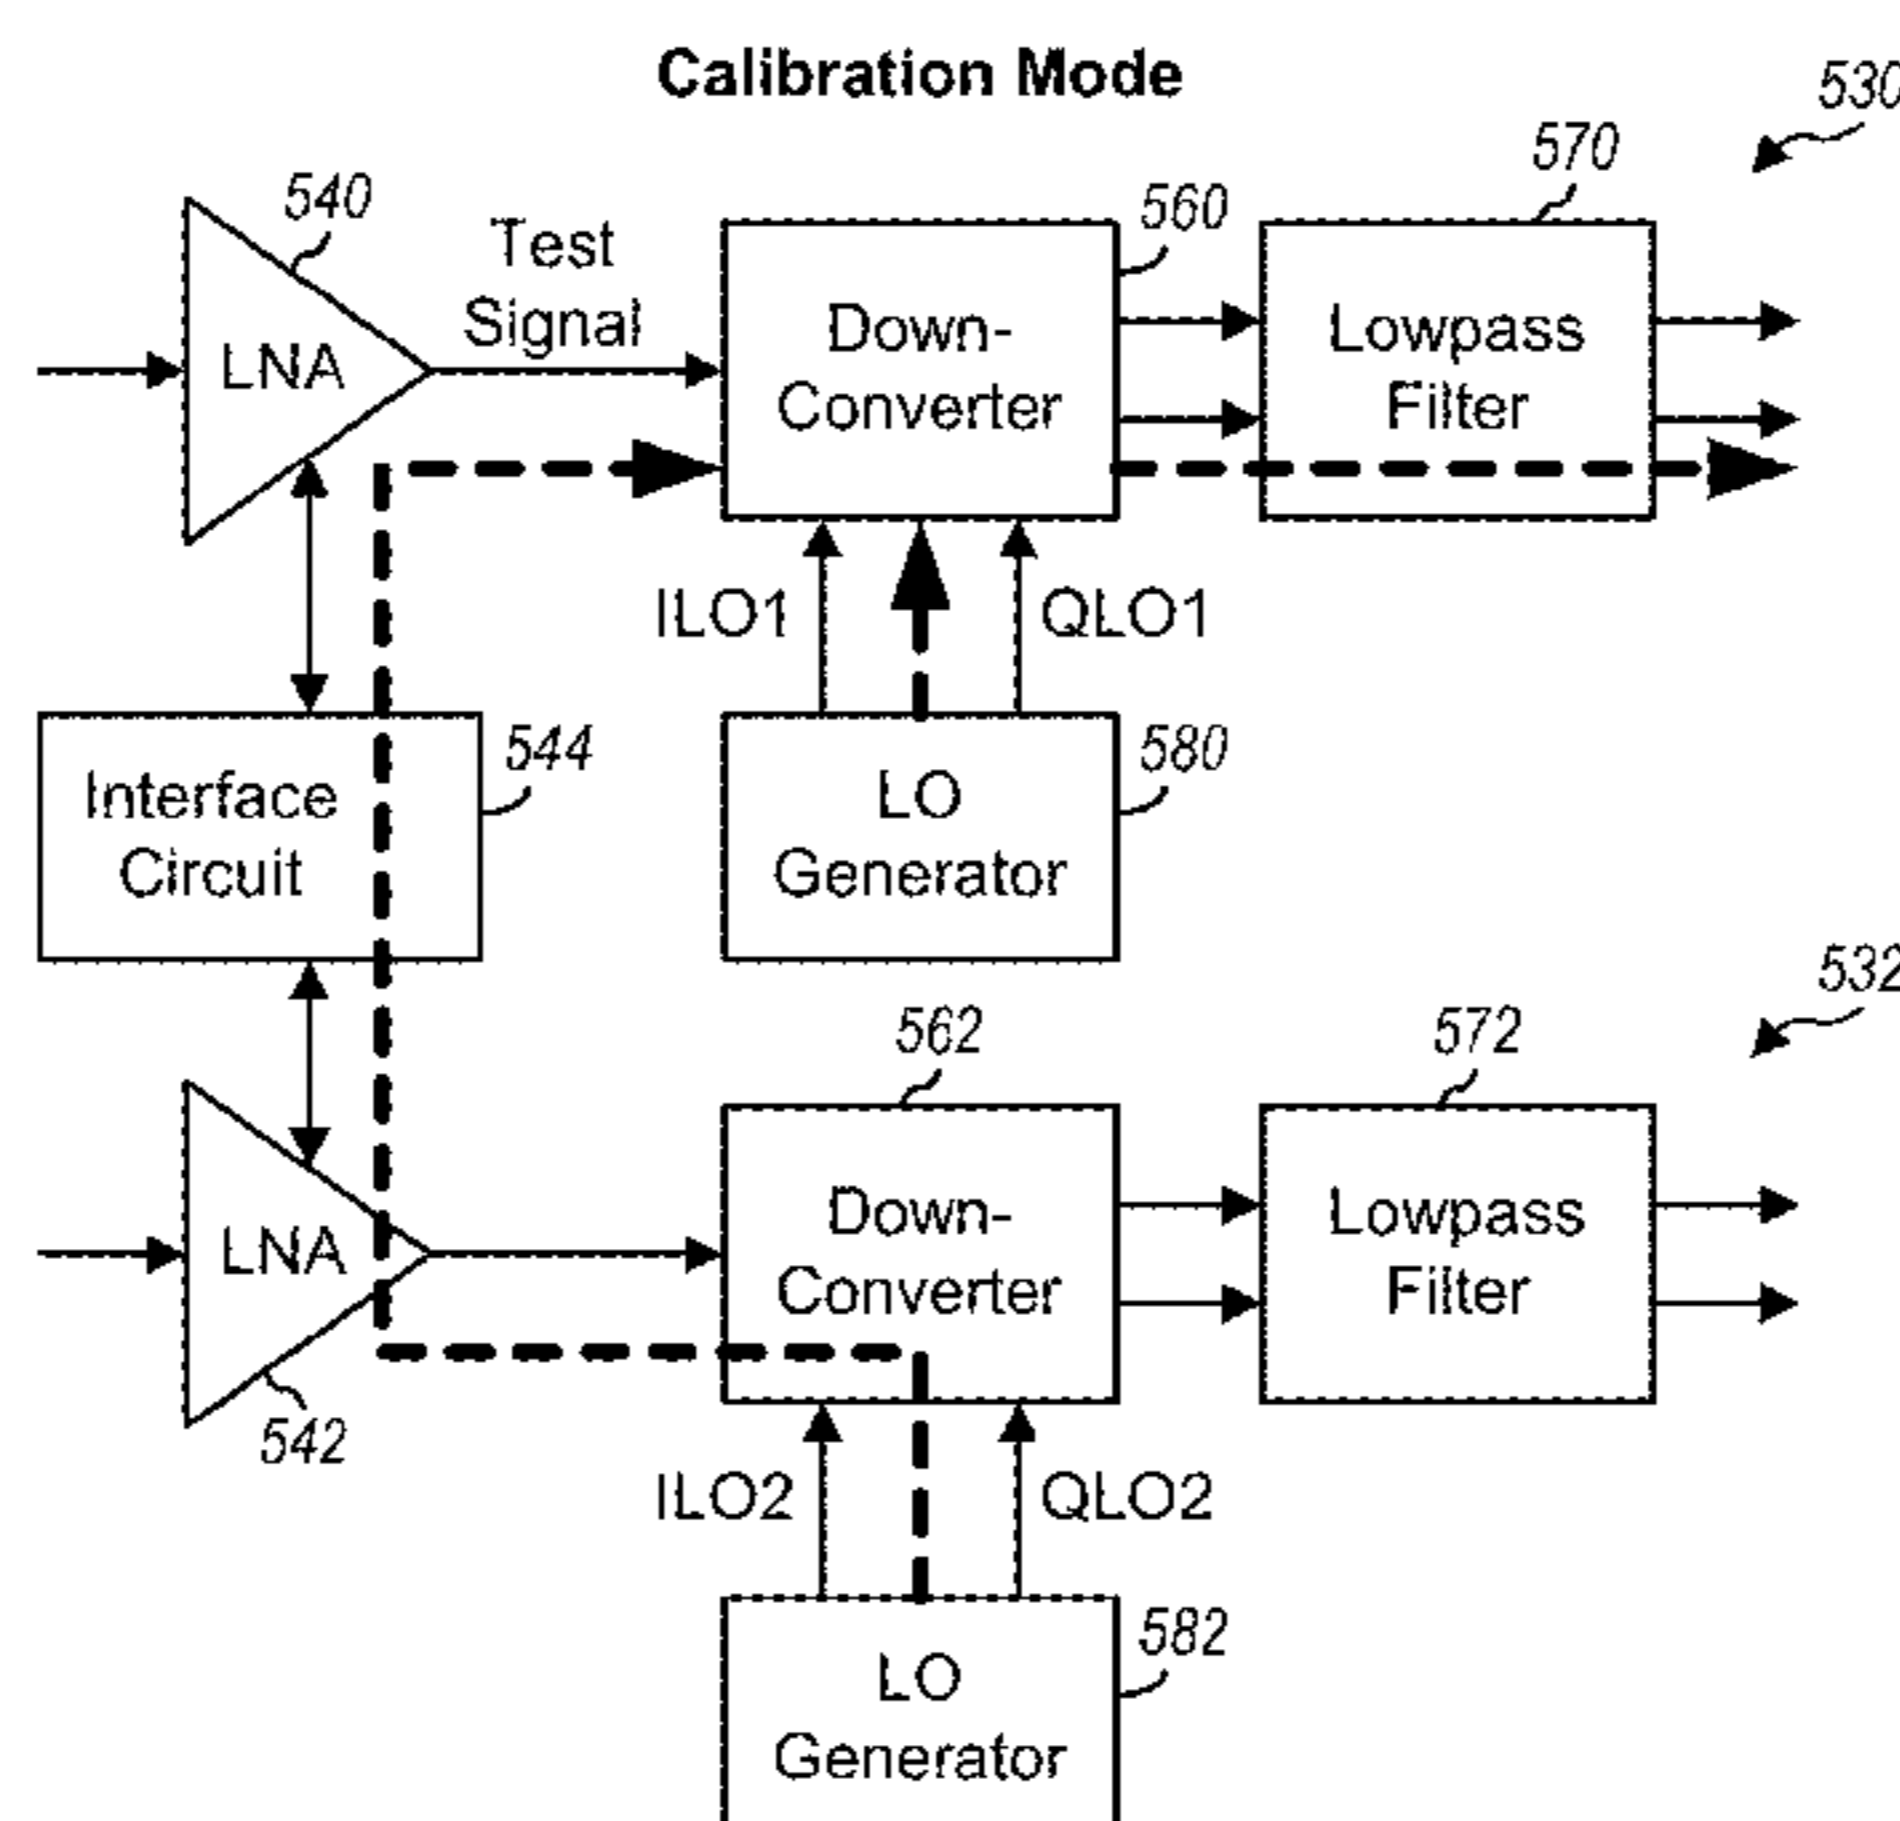 Calibration Mode
530
540
Test
Signal
560
570
LNA
Down-
Converter
Lowpass
Filter
ILO1
QLO1
Interface
Circuit
544
LO
Generator
580
532
562
572
LNA
Down-
Converter
Lowpass
Filter
542
ILO2
QLO2
LO
Generator
582